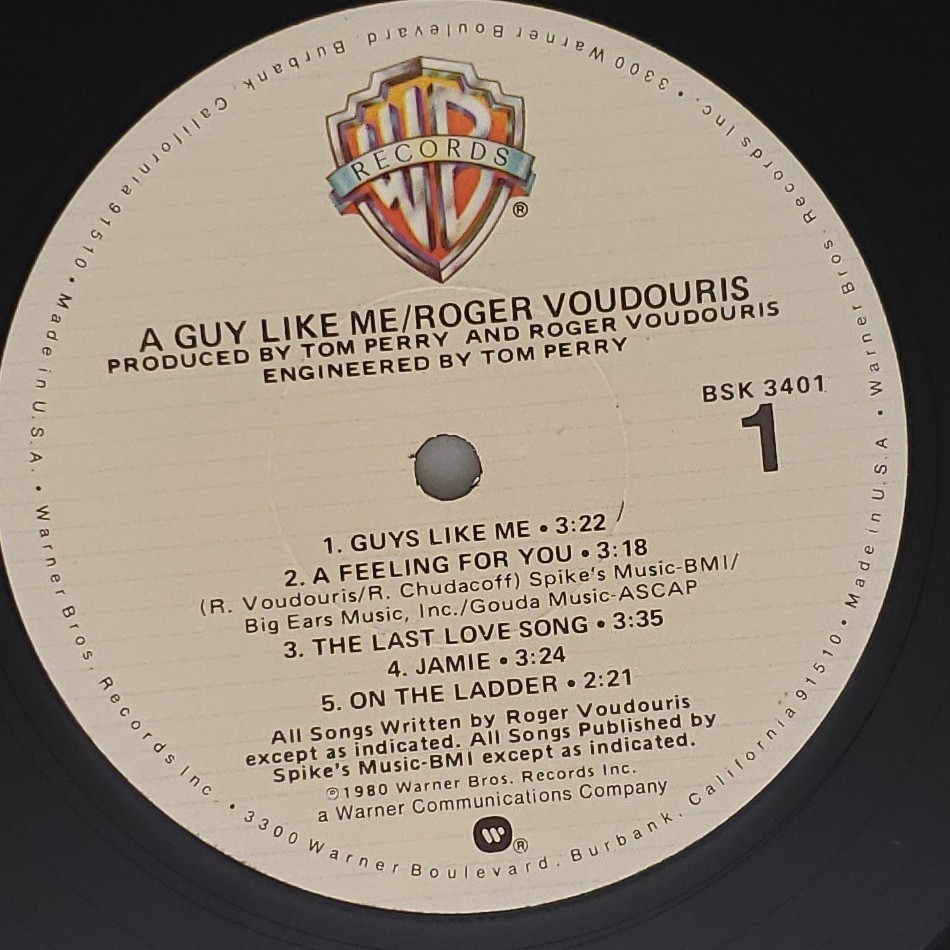 WB
RECORDS
®
A GUY LIKE ME/ROGER VOUDOURIS
PRODUCED BY TOM PERRY AND ROGER VOUDOURIS
ENGINEERED BY TOM PERRY
BSK 3401
1
1. GUYS LIKE ME • 3:22
2. A FEELING FOR YOU • 3:18
(R. Voudouris/R. Chudacoff) Spike's Music-BMI/
Big Ears Music, Inc./Gouda Music-ASCAP
3. THE LAST LOVE SONG • 3:35
4. JAMIE • 3:24
5. ON THE LADDER • 2:21
All Songs Written by Roger Voudouris
except as indicated. All Songs Published by
Spike's Music-BMI except as indicated.
℗1980 Warner Bros. Records Inc.
a Warner Communications Company
W®
Warner Bros. Records Inc. • 3300 Warner Boulevard. Burbank, California 91510 • Made in U.S.A. • Warner Bros. Records Inc. • 3300 Warner Boulevard. Burbank, California 91510 • Made in U.S.A •